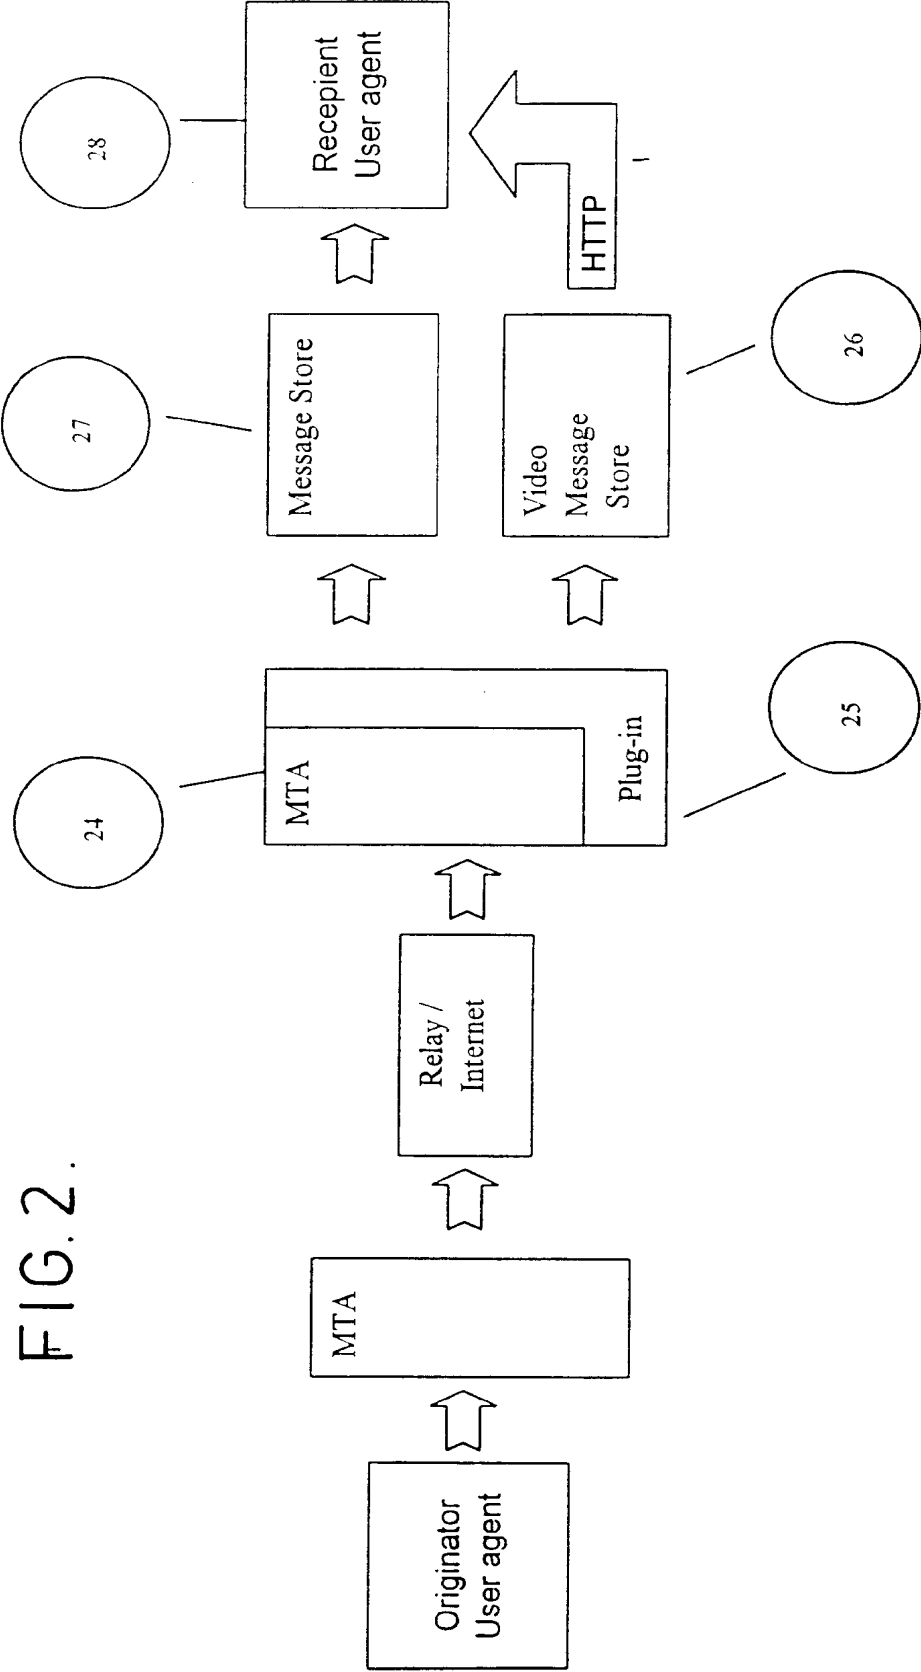 FIG. 2.
Originator
User agent
MTA
Relay /
Internet
24
MTA
Plug-in
25
27
Message Store
Video
Message
Store
26
28
Recepient
User agent
HTTP